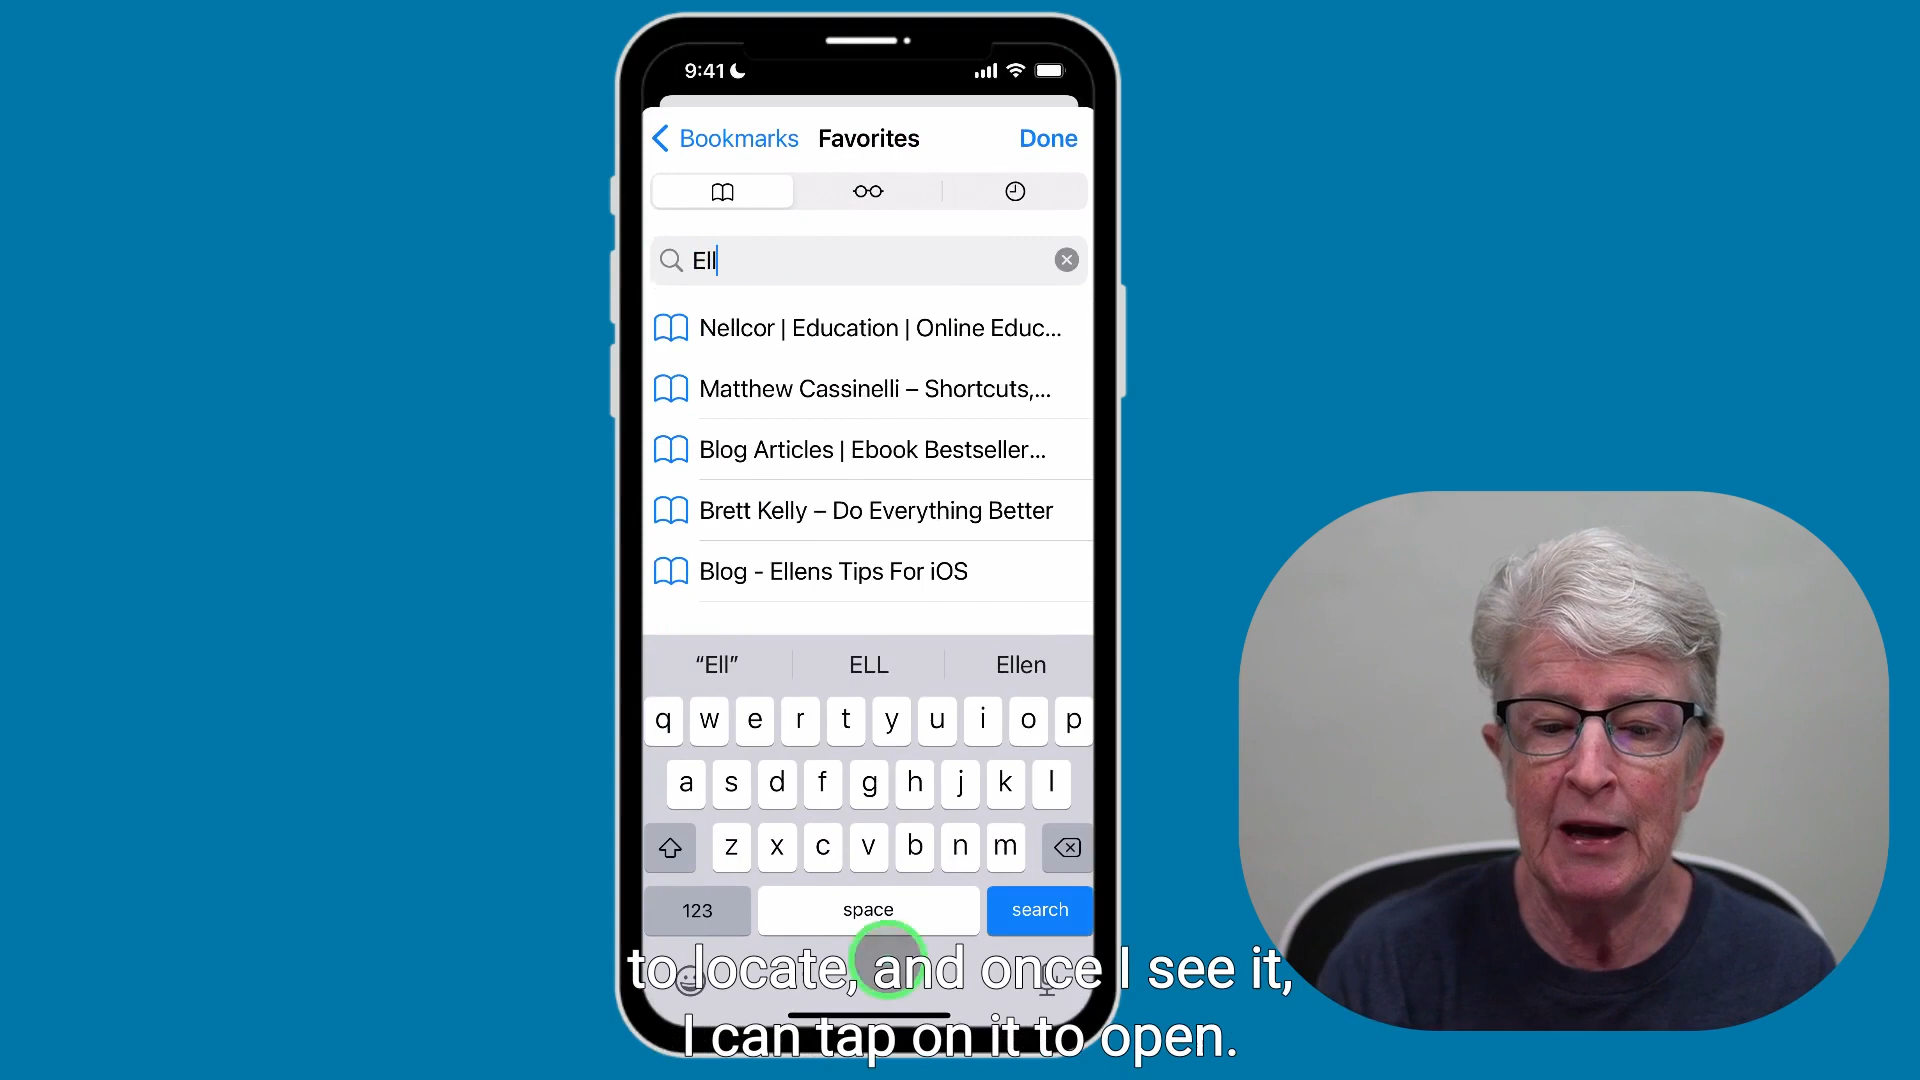 9:41
Bookmarks Favorites Done
Ell
Nellcor | Education | Online Educ...
Matthew Cassinelli – Shortcuts,...
Blog Articles | Ebook Bestseller...
Brett Kelly – Do Everything Better
Blog - Ellens Tips For iOS
“Ell” ELL Ellen
q w e r t y u i o p
a s d f g h j k l
z x c v b n m
123 space search
to locate, and once I see it,
I can tap on it to open.